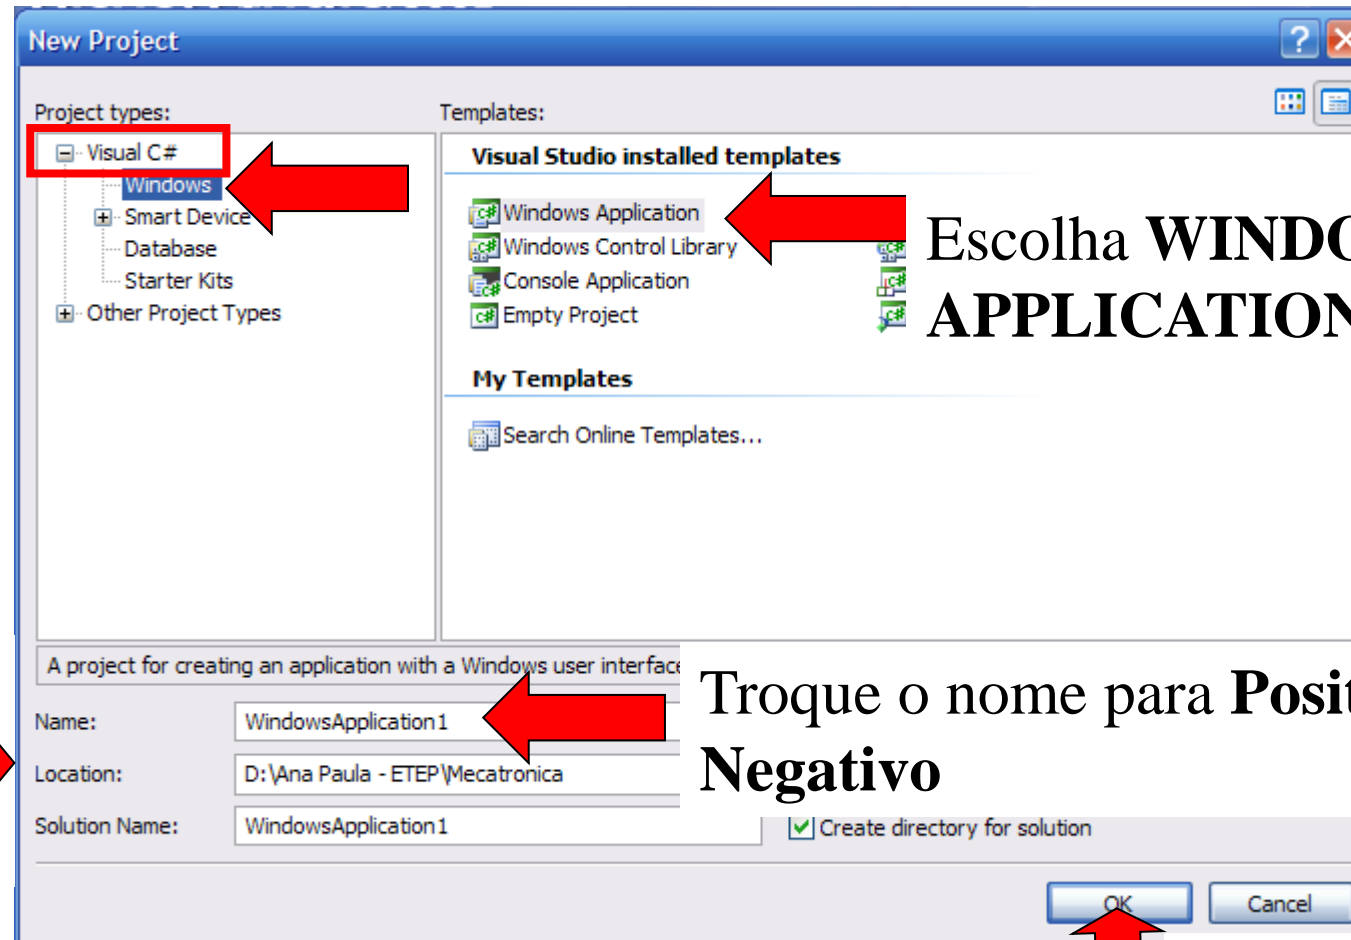 New Project
Project types:
Templates:
Visual C#
Windows
Smart Device
Database
Starter Kits
Other Project Types
Visual Studio installed templates
Windows Application
Windows Control Library
Console Application
Empty Project
My Templates
Search Online Templates...
Escolha
APPLICATION
A project for creating an application with a Windows user interface
Troque o nome para
Negativo
Name:
WindowsApplication1
Location:
D:\Ana Paula - ETEP\Mecatronica
Solution Name:
WindowsApplication1
Create directory for solution
OK
Cancel